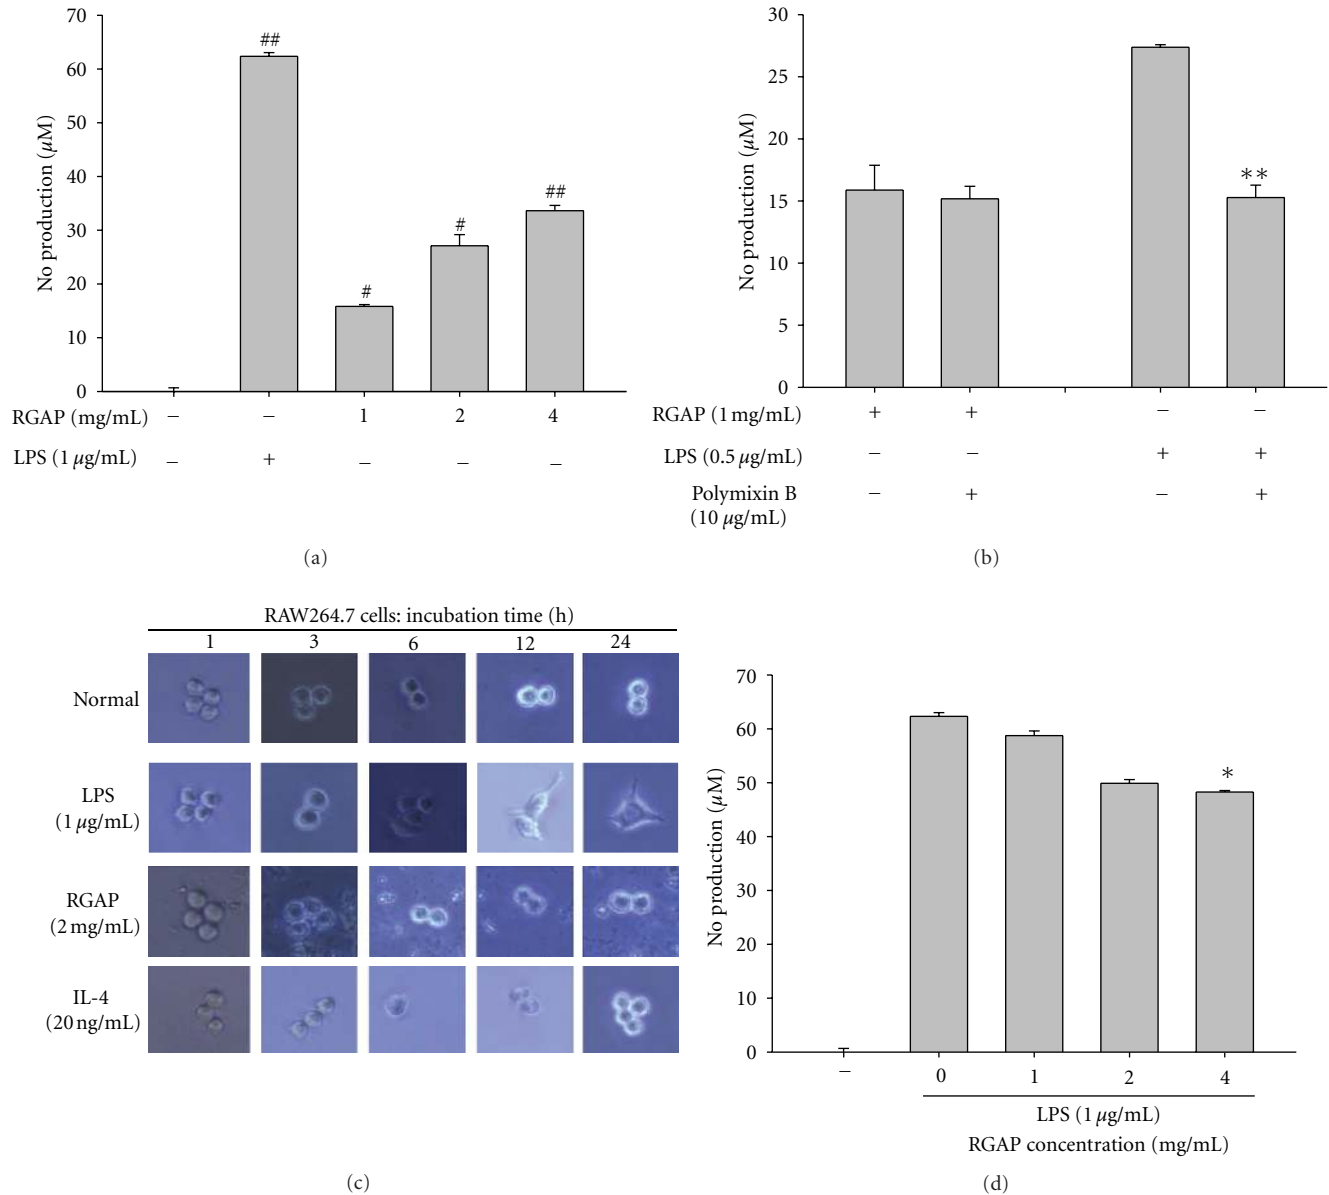 70
60
50
40
30
20
10
0
No production (μM)
##
#
#
##
RGAP (mg/mL) − − 1 2 4
LPS (1 μg/mL) − + − − −
(a)
30
25
20
15
10
5
0
No production (μM)
**
RGAP (1 mg/mL) + + − −
LPS (0.5 μg/mL) − − + +
Polymixin B − + − +
(10 μg/mL)
(b)
RAW264.7 cells: incubation time (h)
1 3 6 12 24
Normal
LPS
(1 μg/mL)
RGAP
(2 mg/mL)
IL-4
(20 ng/mL)
(c)
70
60
50
40
30
20
10
0
No production (μM)
*
− 0 1 2 4
LPS (1 μg/mL)
RGAP concentration (mg/mL)
(d)